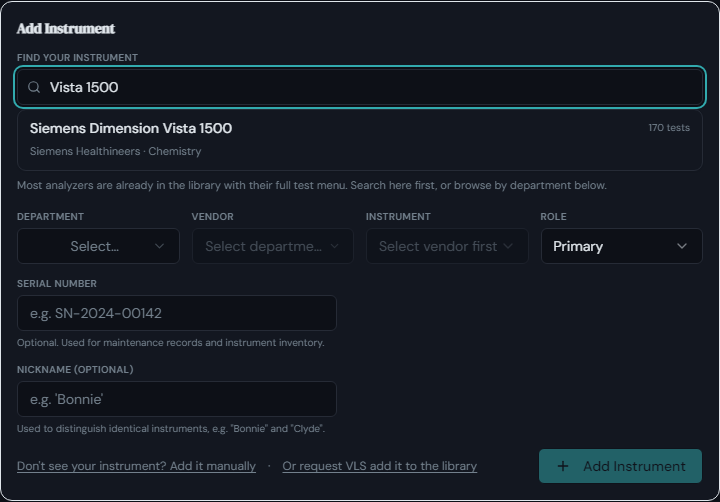 Add Instrument
FIND YOUR INSTRUMENT
Vista 1500
Siemens Dimension Vista 1500
170 tests
Siemens Healthineers · Chemistry
Most analyzers are already in the library with their full test menu. Search here first, or browse by department below.
DEPARTMENT VENDOR INSTRUMENT ROLE
Select... Select departme... Select vendor first Primary
SERIAL NUMBER
e.g. SN-2024-00142
Optional. Used for maintenance records and instrument inventory.
NICKNAME (OPTIONAL)
e.g. 'Bonnie'
Used to distinguish identical instruments, e.g. "Bonnie" and "Clyde".
Don't see your instrument? Add it manually · Or request VLS add it to the library
+ Add Instrument